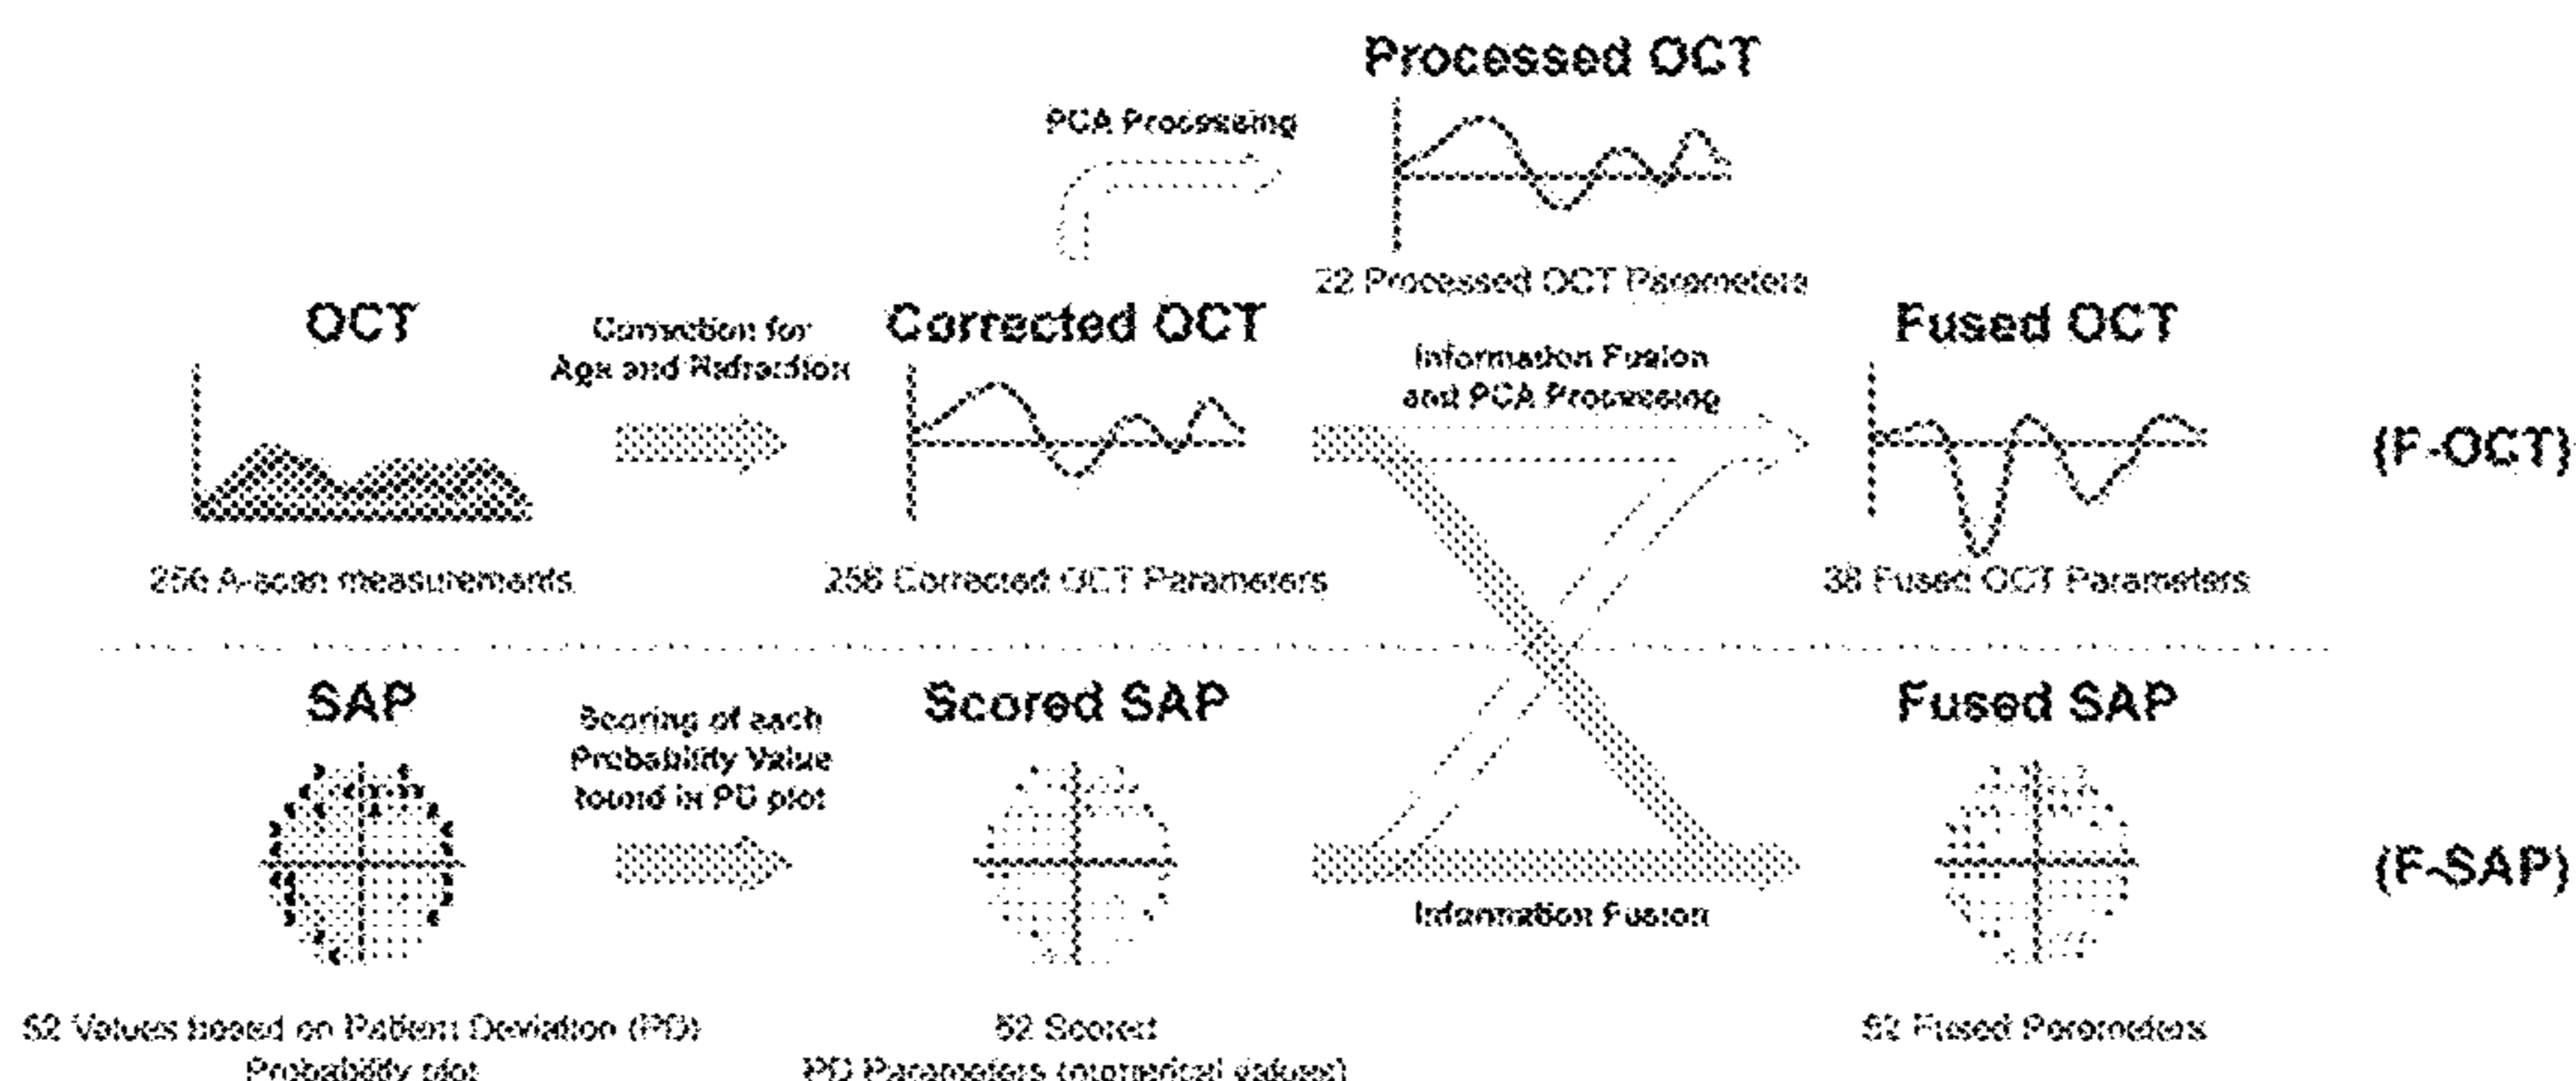 Processed OCT
PCA Processing
22 Processed OCT Parameters
OCT
Correction for
Age and Refraction
Corrected OCT
Information Fusion
and PCA Processing
Fused OCT
(F-OCT)
256 A-scan measurements
256 Corrected OCT Parameters
38 Fused OCT Parameters
SAP
Scoring of each
Probability Value
found in PD plot
Scored SAP
Fused SAP
(F-SAP)
Information Fusion
52 Values based on Pattern Deviation (PD)
Probability plot
52 Scored
PD Parameters (numerical values)
52 Fused Parameters